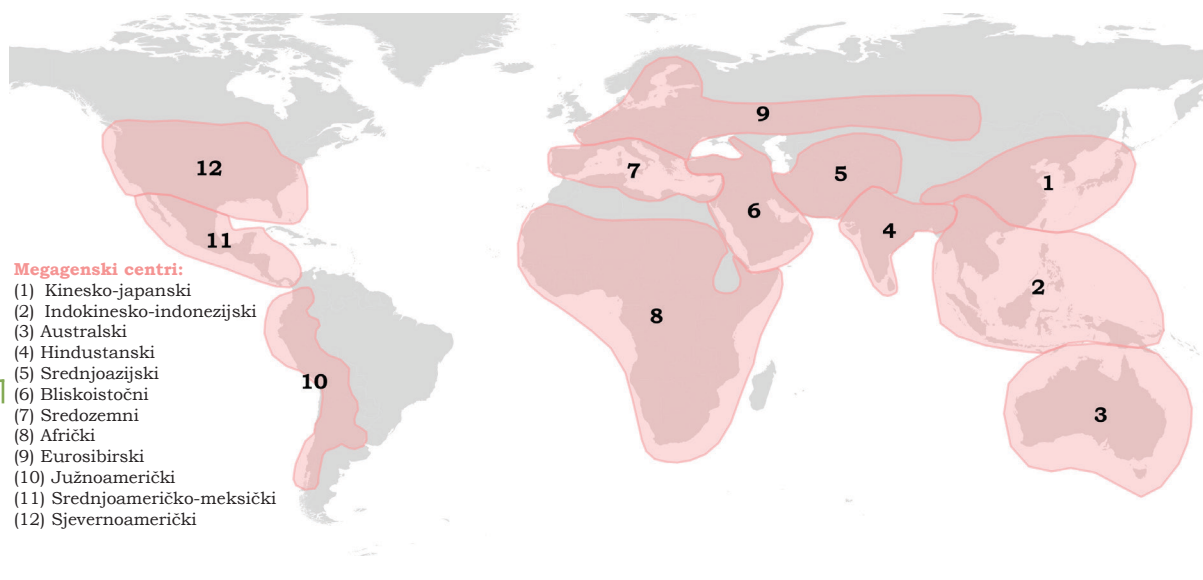 9
12
7
5
1
6
4
11
Megagenski centri:
(1) Kinesko-japanski
(2) Indokinesko-indonezijski
(3) Australski
(4) Hindustanski
(5) Srednjoazijski
(6) Bliskoistočni
(7) Sredozemni
(8) Afrički
(9) Eurosibirski
(10) Južnoamerički
(11) Srednjoameričko-meksički
(12) Sjevernoamerički
2
8
10
3